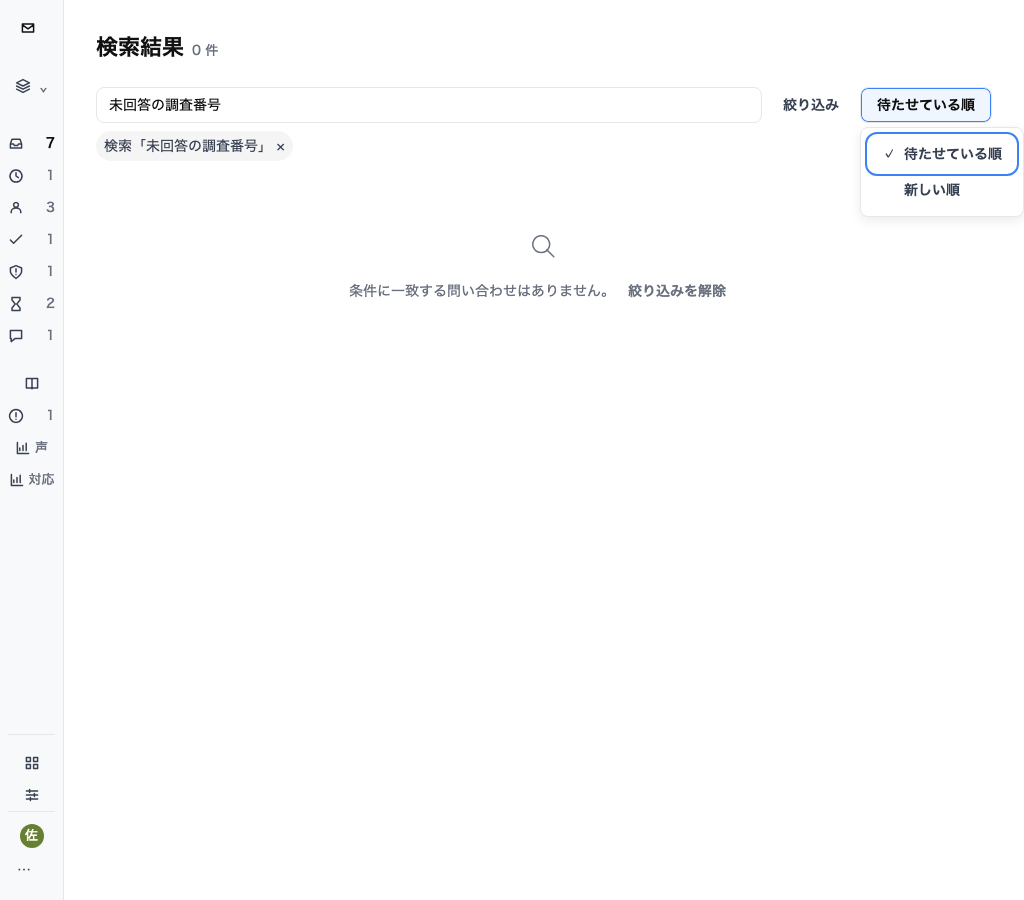 検索結果 0 件
未回答の調査番号
絞り込み
待たせている順
検索「未回答の調査番号」 ×
✓ 待たせている順
新しい順
条件に一致する問い合わせはありません。 絞り込みを解除
7
1
3
1
1
2
1
1
声
対応
佐
…